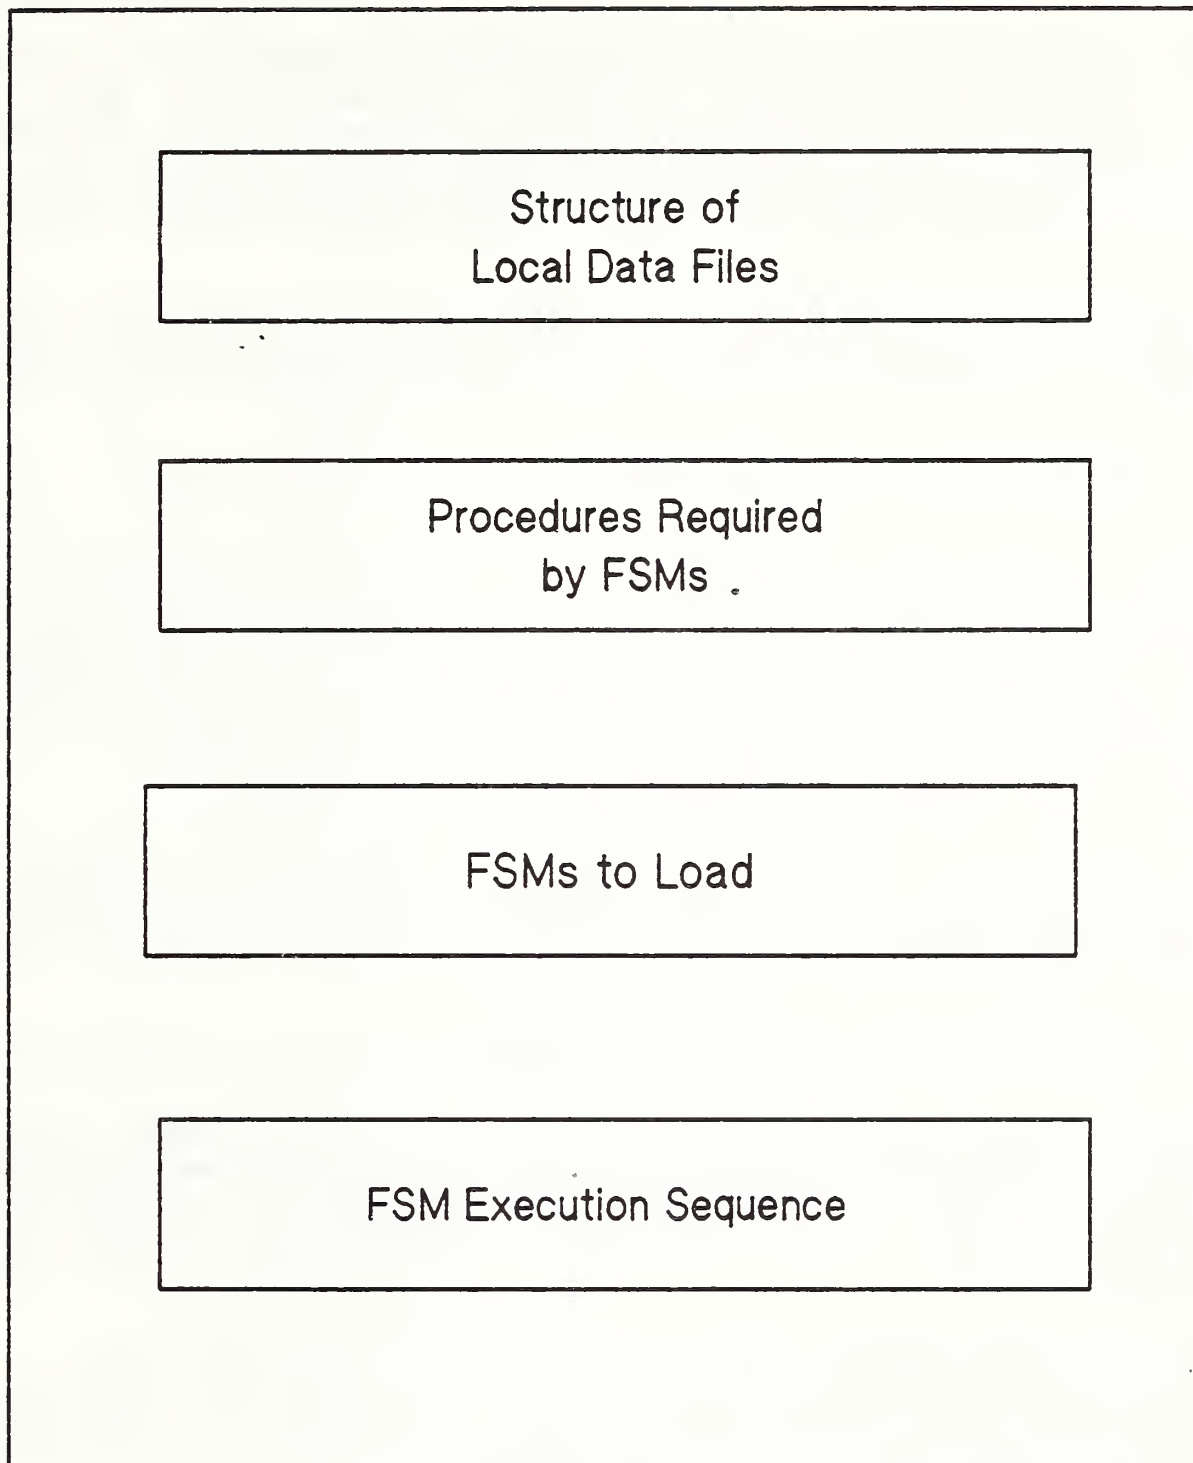 Structure of
Local Data Files
Procedures Required
by FSMs
FSMs to Load
FSM Execution Sequence